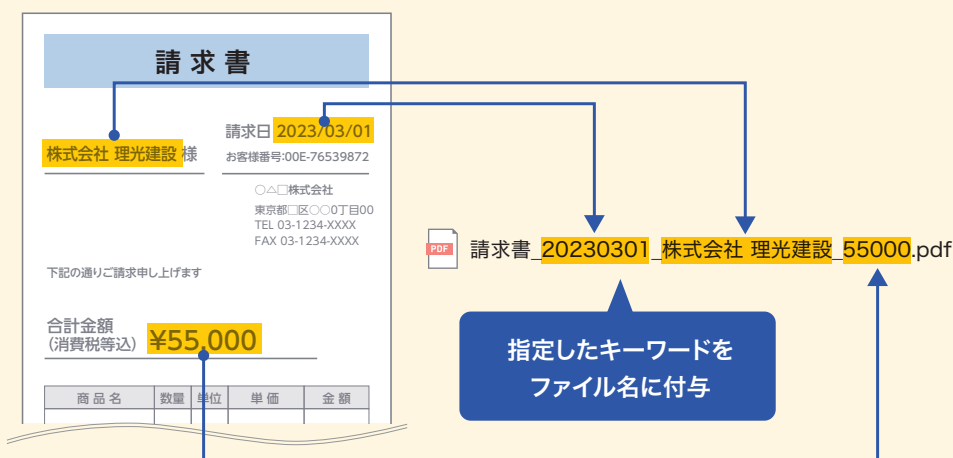 請求書
請求日 2023/03/01
株式会社 理光建設 様
お客様番号:00E-76539872
○△□株式会社
東京都□区○○0丁目00
TEL 03-1234-XXXX
FAX 03-1234-XXXX
下記の通りご請求申し上げます
合計金額
(消費税等込) ¥55,000
商品名 数量 単位 単価 金額
PDF 請求書_20230301_株式会社 理光建設_55000.pdf
指定したキーワードを
ファイル名に付与